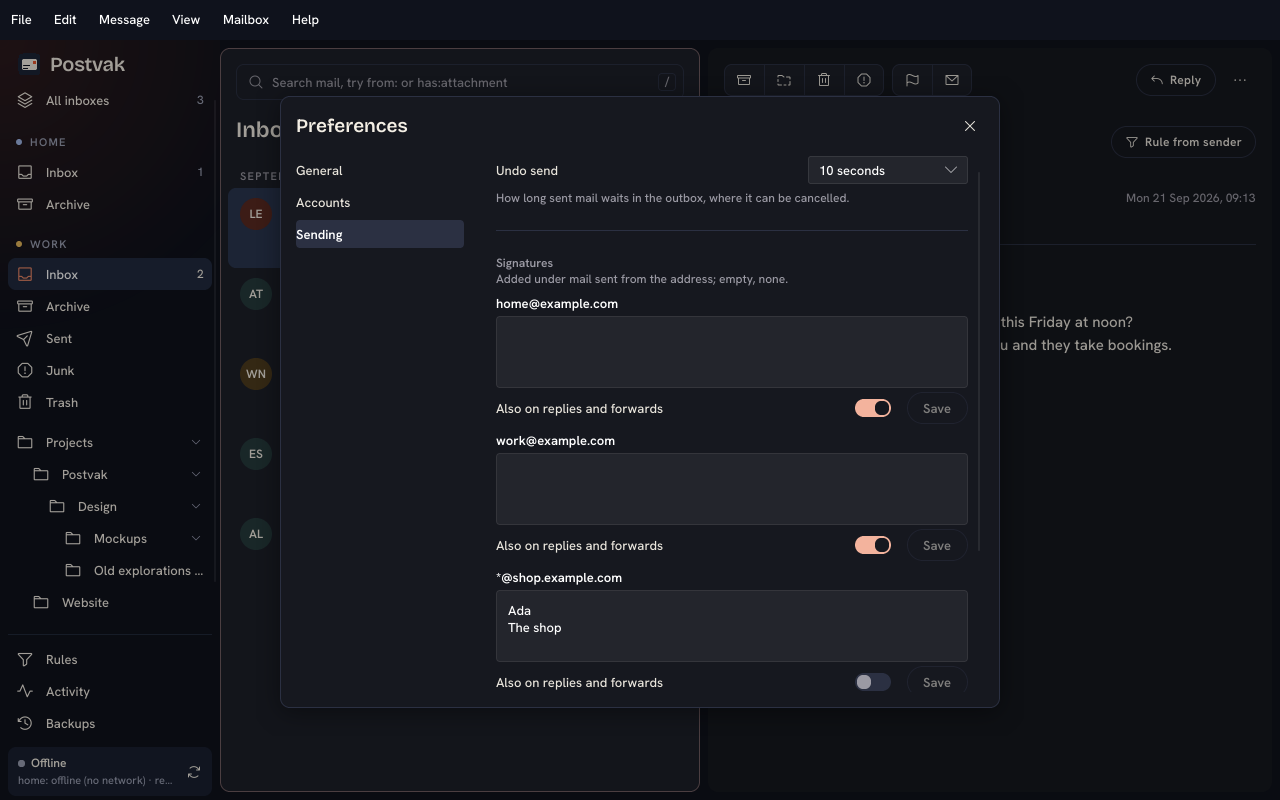 File Edit Message View Mailbox Help
Postvak
All inboxes 3
HOME
Inbox 1
Archive
WORK
Inbox 2
Archive
Sent
Junk
Trash
Projects
Postvak
Design
Mockups
Old explorations ...
Website
Rules
Activity
Backups
Offline
home: offline (no network) · re...
Search mail, try from: or has:attachment /
Inbo
SEPTE
LE
AT
WN
ES
AL
Reply
Rule from sender
Mon 21 Sep 2026, 09:13
this Friday at noon?
u and they take bookings.
Preferences
General
Accounts
Sending
Undo send 10 seconds
How long sent mail waits in the outbox, where it can be cancelled.
Signatures
Added under mail sent from the address; empty, none.
home@example.com
Also on replies and forwards Save
work@example.com
Also on replies and forwards Save
*@shop.example.com
Ada
The shop
Also on replies and forwards Save